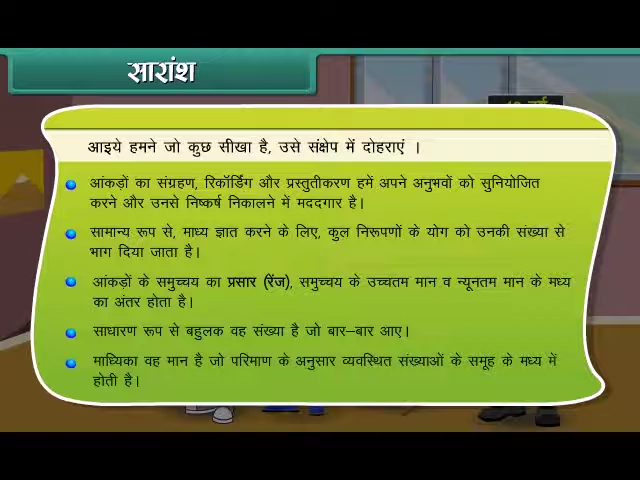 सारांश
आइये हमने जो कुछ सीखा है, उसे संक्षेप में दोहराएं ।
आंकड़ों का संग्रहण, रिकॉर्डिंग और प्रस्तुतीकरण हमें अपने अनुभवों को सुनियोजित
करने और उनसे निष्कर्ष निकालने में मददगार है।
सामान्य रूप से, माध्य ज्ञात करने के लिए, कुल निरूपणों के योग को उनकी संख्या से
भाग दिया जाता है।
आंकड़ों के समुच्चय का प्रसार (रेंज), समुच्चय के उच्चतम मान व न्यूनतम मान के मध्य
का अंतर होता है।
साधारण रूप से बहुलक वह संख्या है जो बार–बार आए।
माध्यिका वह मान है जो परिमाण के अनुसार व्यवस्थित संख्याओं के समूह के मध्य में
होती है।